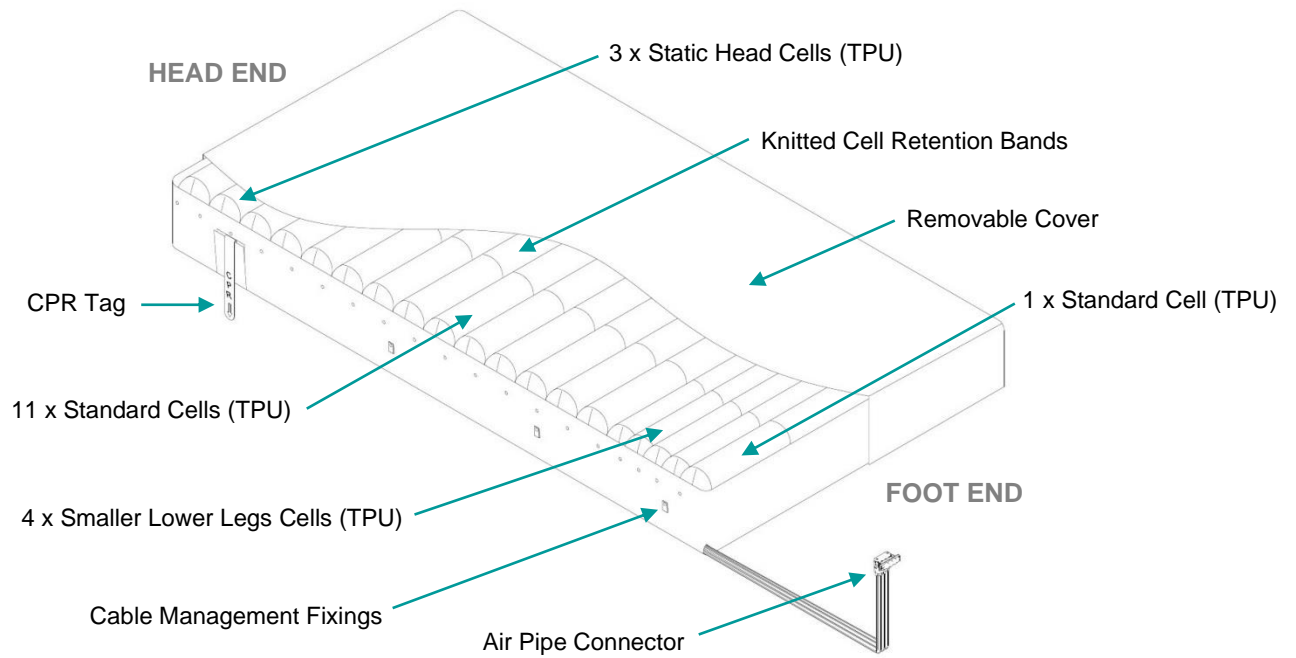 3 x Static Head Cells (TPU)
HEAD END
Knitted Cell Retention Bands
Removable Cover
CPR
CPR Tag
1 x Standard Cell (TPU)
11 x Standard Cells (TPU)
FOOT END
4 x Smaller Lower Legs Cells (TPU)
Cable Management Fixings
Air Pipe Connector